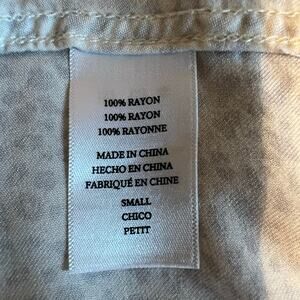 100% RAYON
100% RAYON
100% RAYONNE
MADE IN CHINA
HECHO EN CHINA
FABRIQUÉ EN CHINE
SMALL
CHICO
PETIT